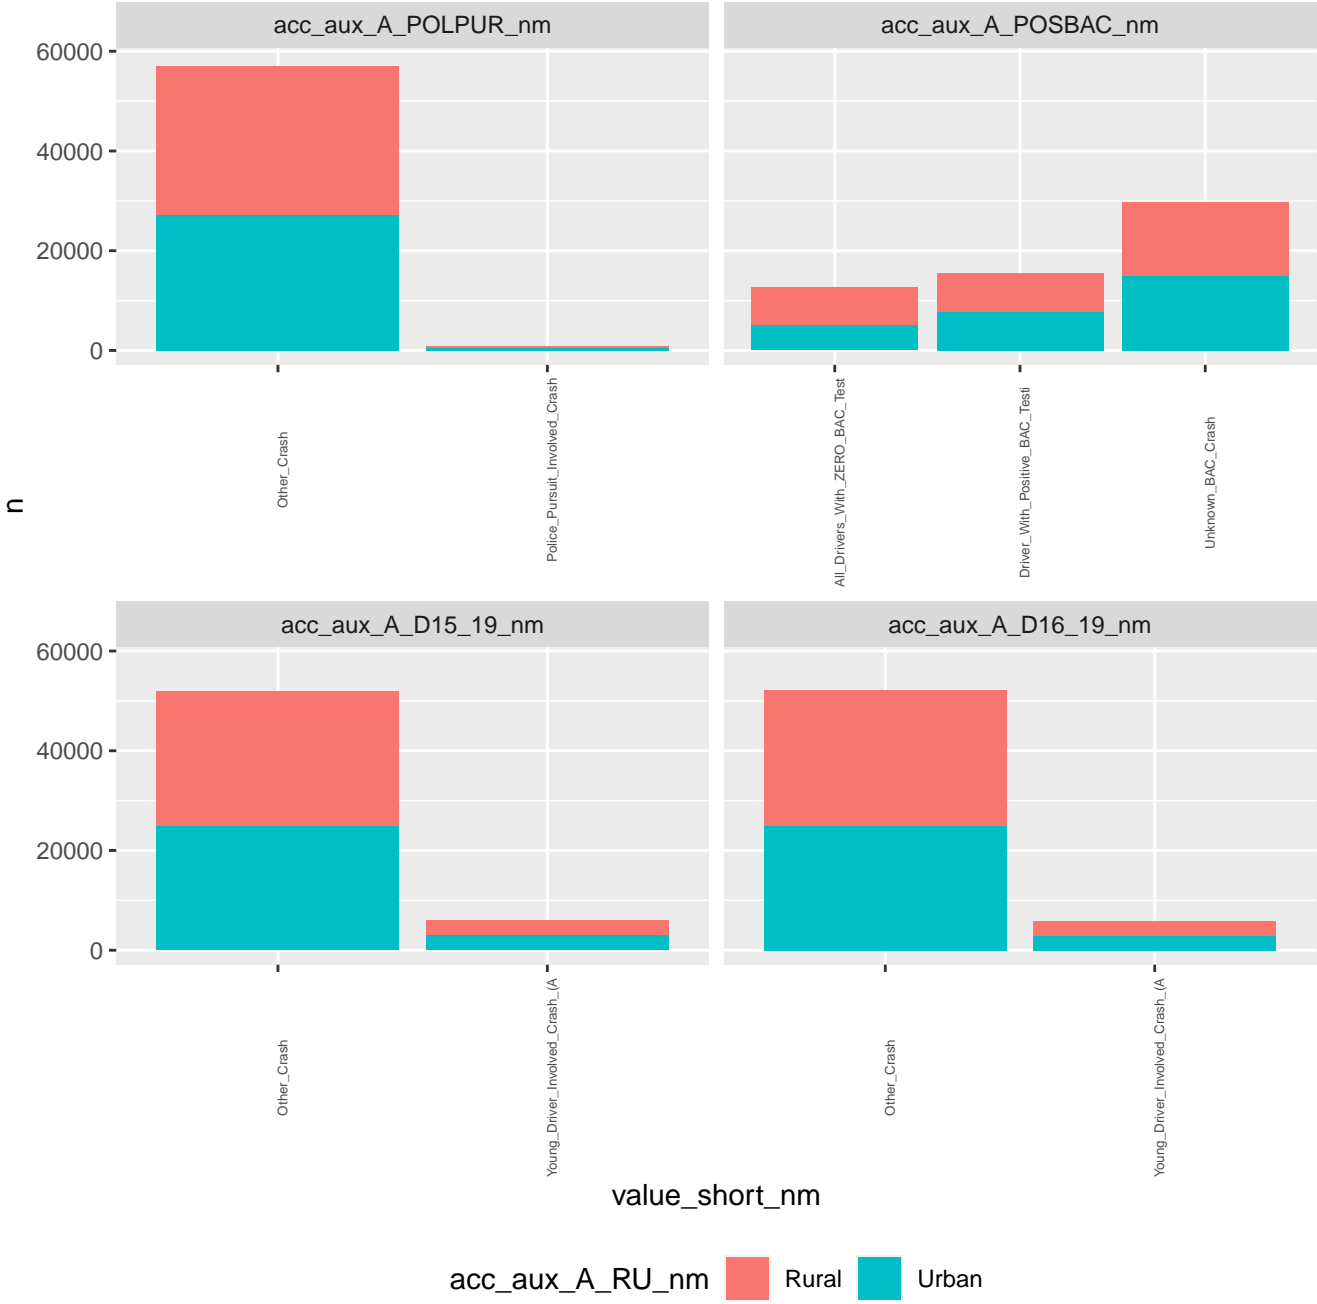 acc_aux_A_POLPUR_nm
acc_aux_A_POSBAC_nm
60000
40000
20000
0
Other_Crash
Police_Pursuit_Involved_Crash
All_Drivers_With_ZERO_BAC_Test
Driver_With_Positive_BAC_Testi
Unknown_BAC_Crash
n
acc_aux_A_D15_19_nm
acc_aux_A_D16_19_nm
60000
40000
20000
0
Other_Crash
Young_Driver_Involved_Crash_(A
Other_Crash
Young_Driver_Involved_Crash_(A
value_short_nm
acc_aux_A_RU_nm Rural Urban